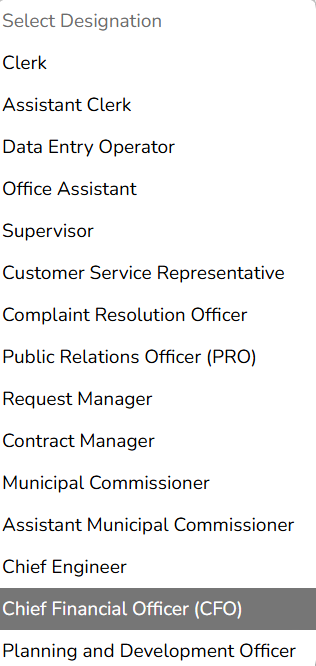 Select Designation
Clerk
Assistant Clerk
Data Entry Operator
Office Assistant
Supervisor
Customer Service Representative
Complaint Resolution Officer
Public Relations Officer (PRO)
Request Manager
Contract Manager
Municipal Commissioner
Assistant Municipal Commissioner
Chief Engineer
Chief Financial Officer (CFO)
Planning and Development Officer